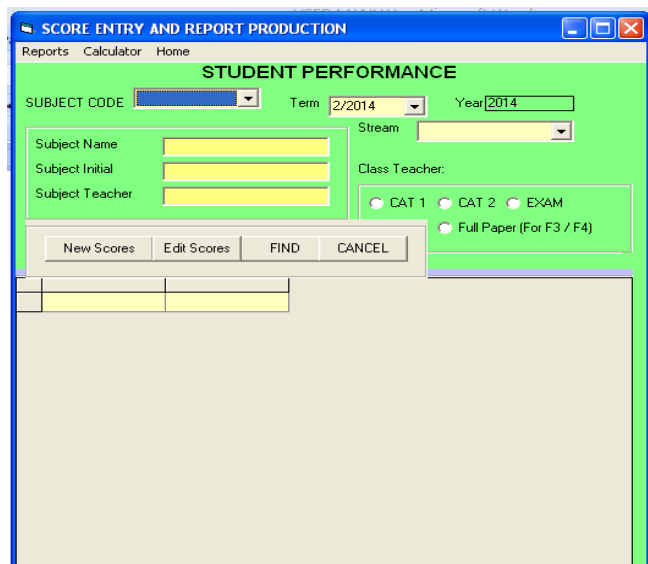 SCORE ENTRY AND REPORT PRODUCTION
Reports Calculator Home
STUDENT PERFORMANCE
SUBJECT CODE Term 2/2014 Year 2014
Stream
Subject Name
Subject Initial Class Teacher:
Subject Teacher
CAT 1 CAT 2 EXAM
Full Paper (For F3 / F4)
New Scores Edit Scores FIND CANCEL